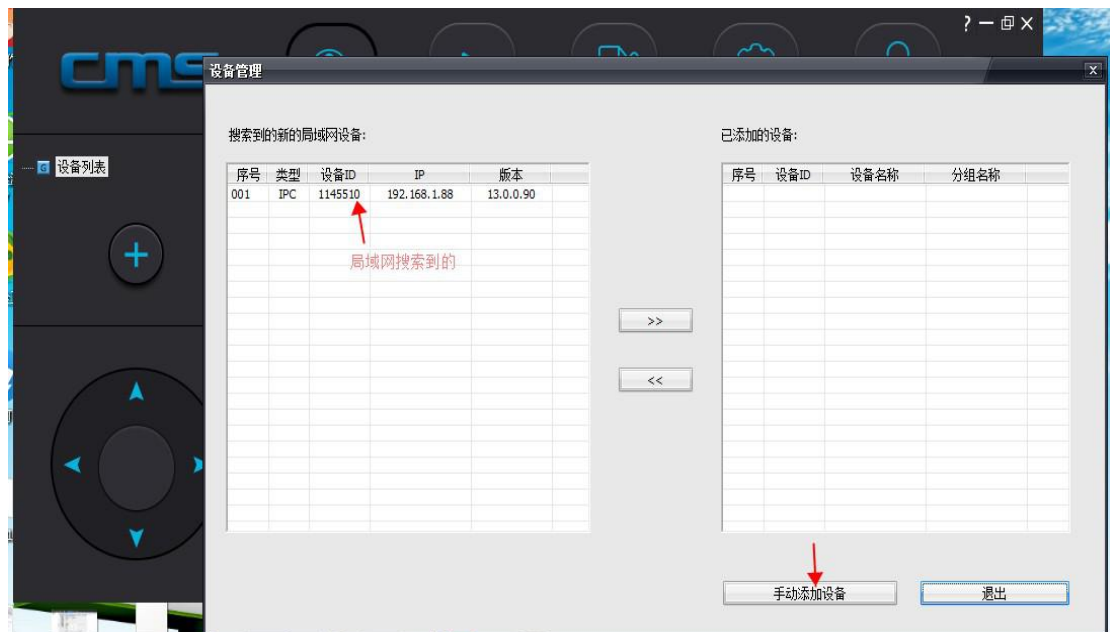 ? — X
cms
设备管理
X
搜索到的新的局域网设备:
已添加的设备:
设备列表
序号 类型 设备ID IP 版本
序号 设备ID 设备名称 分组名称
001 IPC 1145510 192.168.1.88 13.0.0.90
局域网搜索到的
>>
<<
手动添加设备
退出